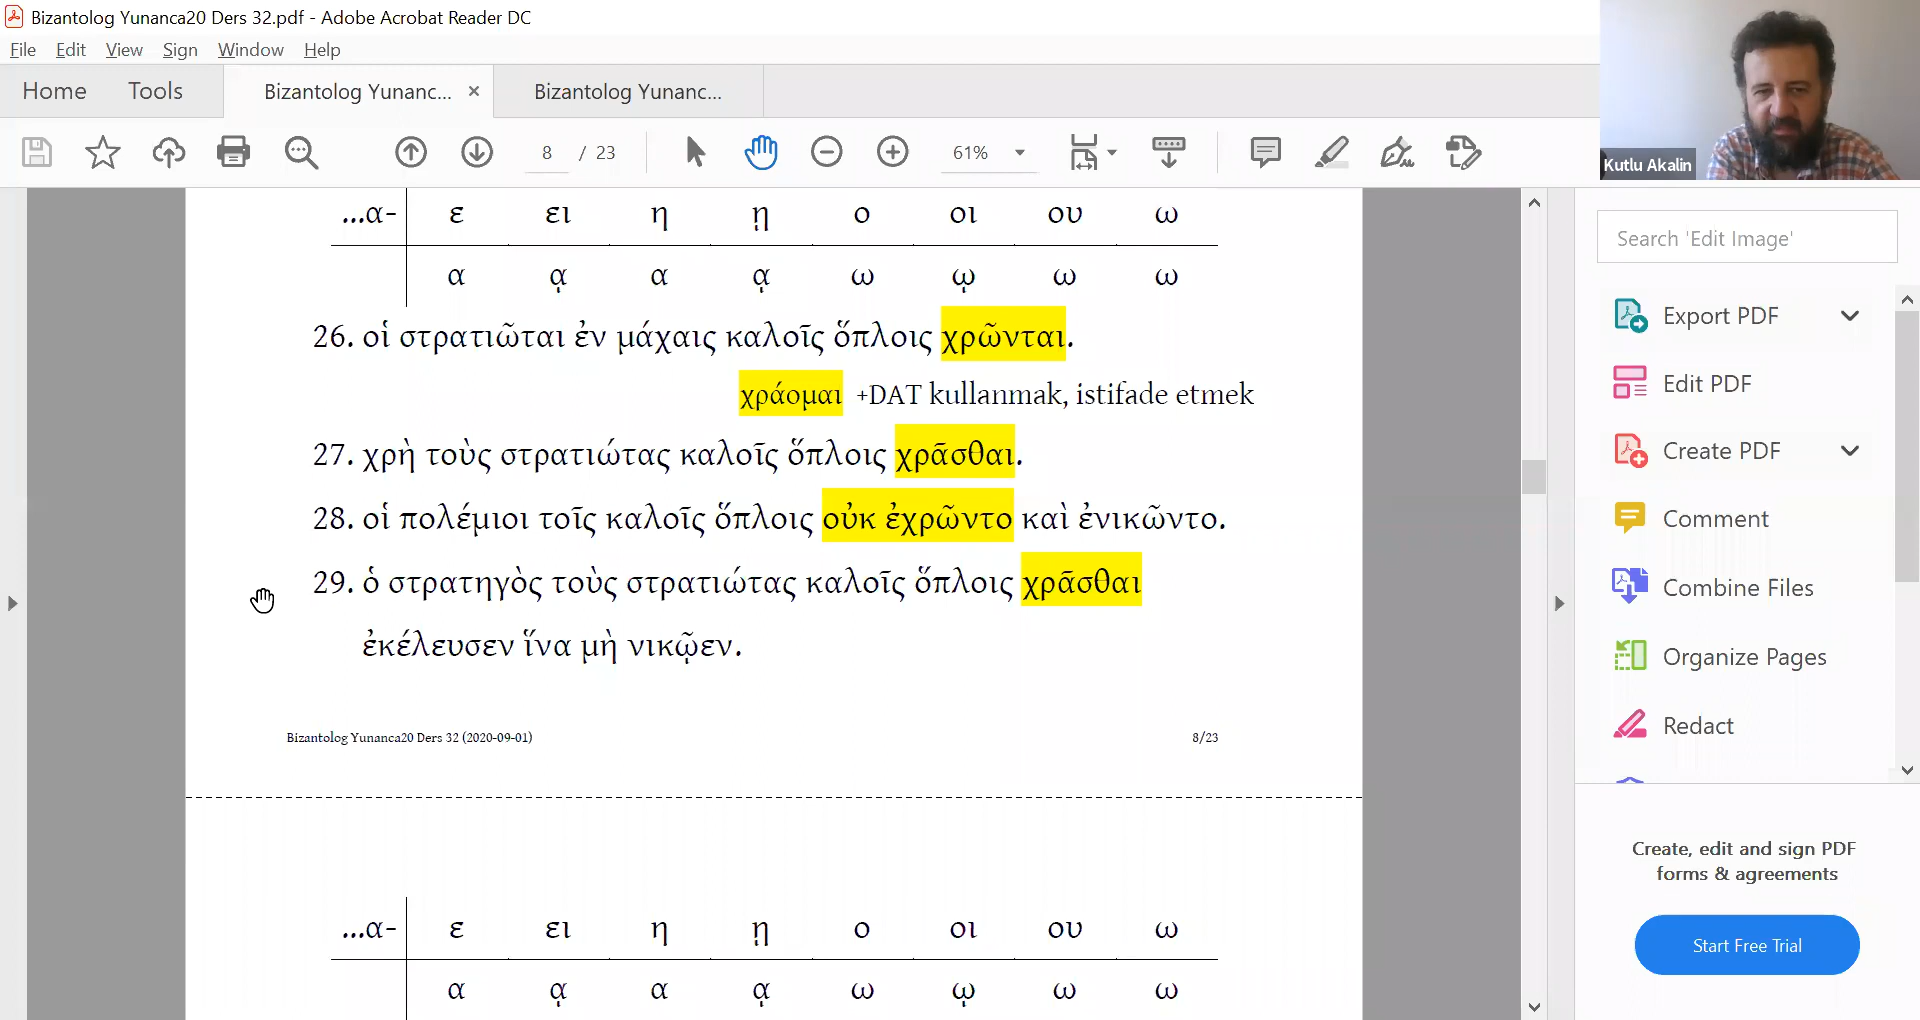 Bizantolog Yunanca20 Ders 32.pdf - Adobe Acrobat Reader DC
File Edit View Sign Window Help
Home Tools Bizantolog Yunanc... × Bizantolog Yunanc...
8 / 23 61%
Kutlu Akalin
...α- ε ει η ῃ ο οι ου ω
α ᾳ α ᾳ ω ῳ ω ω
26. οἱ στρατιῶται ἐν μάχαις καλοῖς ὅπλοις χρῶνται.
χράομαι +DAT kullanmak, istifade etmek
27. χρὴ τοὺς στρατιώτας καλοῖς ὅπλοις χρᾶσθαι.
28. οἱ πολέμιοι τοῖς καλοῖς ὅπλοις οὐκ ἐχρῶντο καὶ ἐνικῶντο.
29. ὁ στρατηγὸς τοὺς στρατιώτας καλοῖς ὅπλοις χρᾶσθαι
ἐκέλευσεν ἵνα μὴ νικῷεν.
Bizantolog Yunanca20 Ders 32 (2020-09-01) 8/23
...α- ε ει η ῃ ο οι ου ω
α ᾳ α ᾳ ω ῳ ω ω
Search 'Edit Image'
Export PDF
Edit PDF
Create PDF
Comment
Combine Files
Organize Pages
Redact
Create, edit and sign PDF
forms & agreements
Start Free Trial